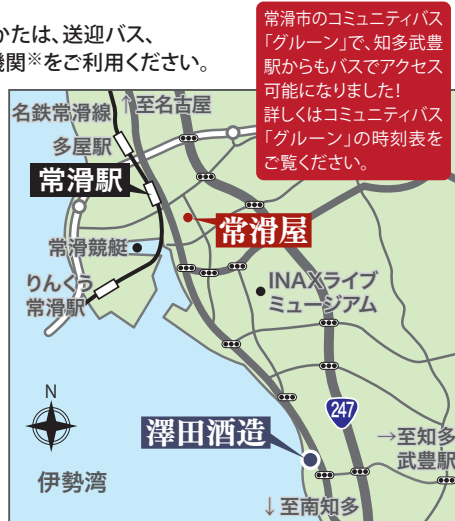 かたは、送迎バス、
機関※をご利用ください。
常滑市のコミュニティバス
「グルーン」で、知多武豊
駅からもバスでアクセス
可能になりました!
詳しくはコミュニティバス
「グルーン」の時刻表を
ご覧ください。
名鉄常滑線
↑至名古屋
多屋駅
常滑駅
常滑屋
常滑競艇
りんくう
常滑駅
INAXライブ
ミュージアム
N
247
澤田酒造
→至知多
武豊駅
伊勢湾
↓至南知多